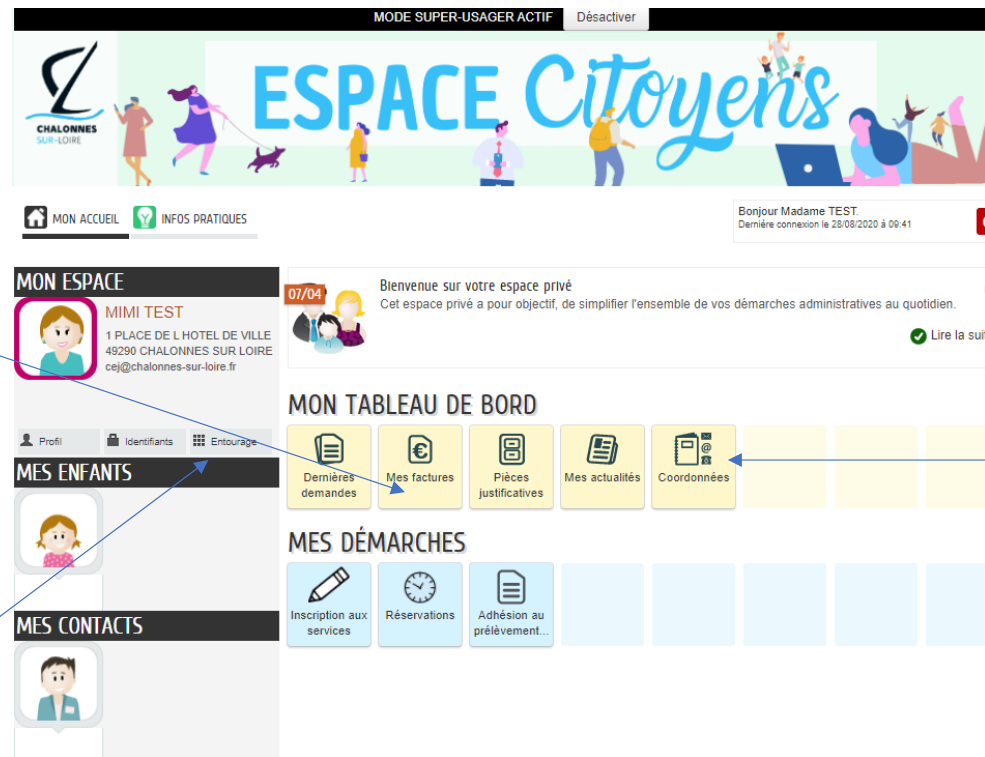 MODE SUPER-USAGER ACTIF Désactiver
CHALONNES
SUR-LOIRE
ESPACE Citoyens
MON ACCUEIL INFOS PRATIQUES
Bonjour Madame TEST.
Dernière connexion le 28/08/2020 à 09:41
MON ESPACE
MIMI TEST
1 PLACE DE L HOTEL DE VILLE
49290 CHALONNES SUR LOIRE
cej@chalonnes-sur-loire.fr
Profil Identifiants Entourage
MES ENFANTS
MES CONTACTS
07/04
Bienvenue sur votre espace privé
Cet espace privé a pour objectif, de simplifier l'ensemble de vos démarches administratives au quotidien.
Lire la suit
MON TABLEAU DE BORD
Dernières
demandes
Mes factures
Pièces
justificatives
Mes actualités
Coordonnées
MES DÉMARCHES
Inscription aux
services
Réservations
Adhésion au
prélèvement...